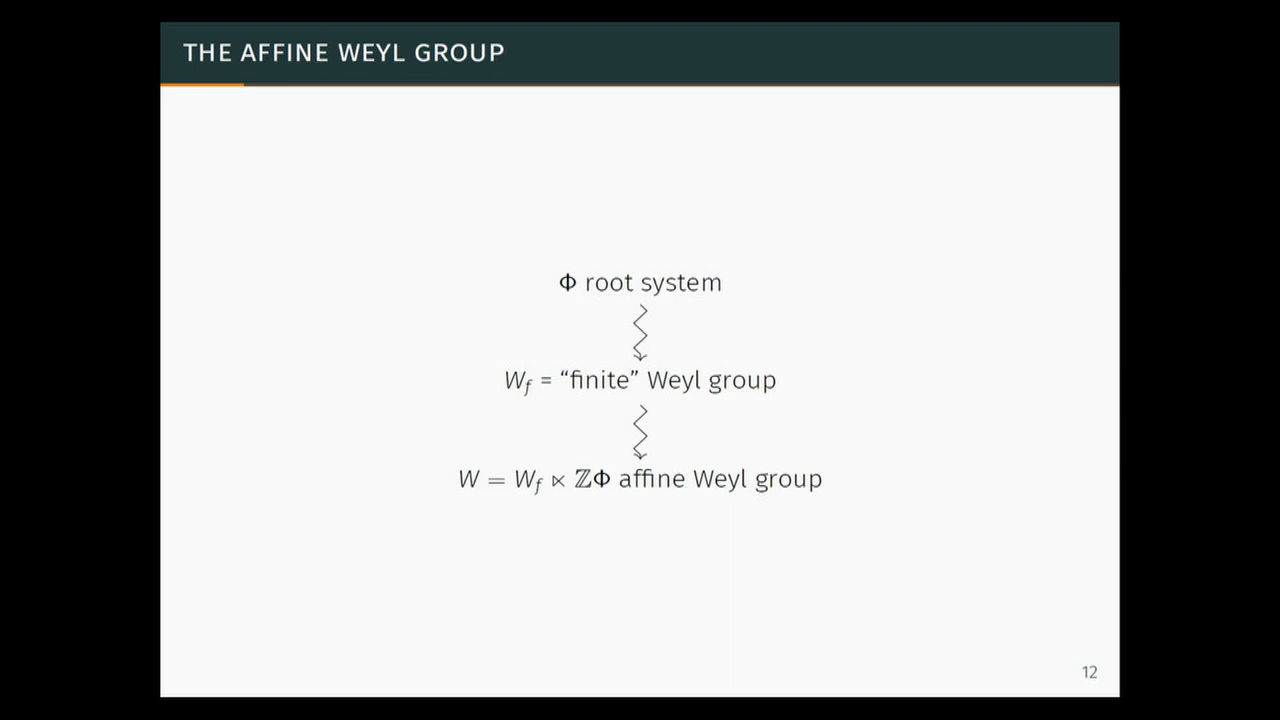 THE AFFINE WEYL GROUP
Φ root system
W_f = “finite” Weyl group
W = W_f ⋉ ℤΦ affine Weyl group
12